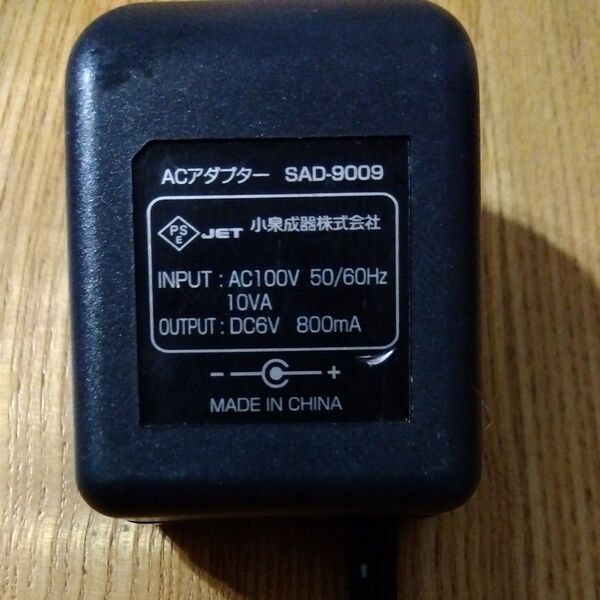 ACアダプター SAD-9009
PS
E
JET 小泉成器株式会社
INPUT : AC100V 50/60Hz
10VA
OUTPUT : DC6V 800mA
- +
MADE IN CHINA